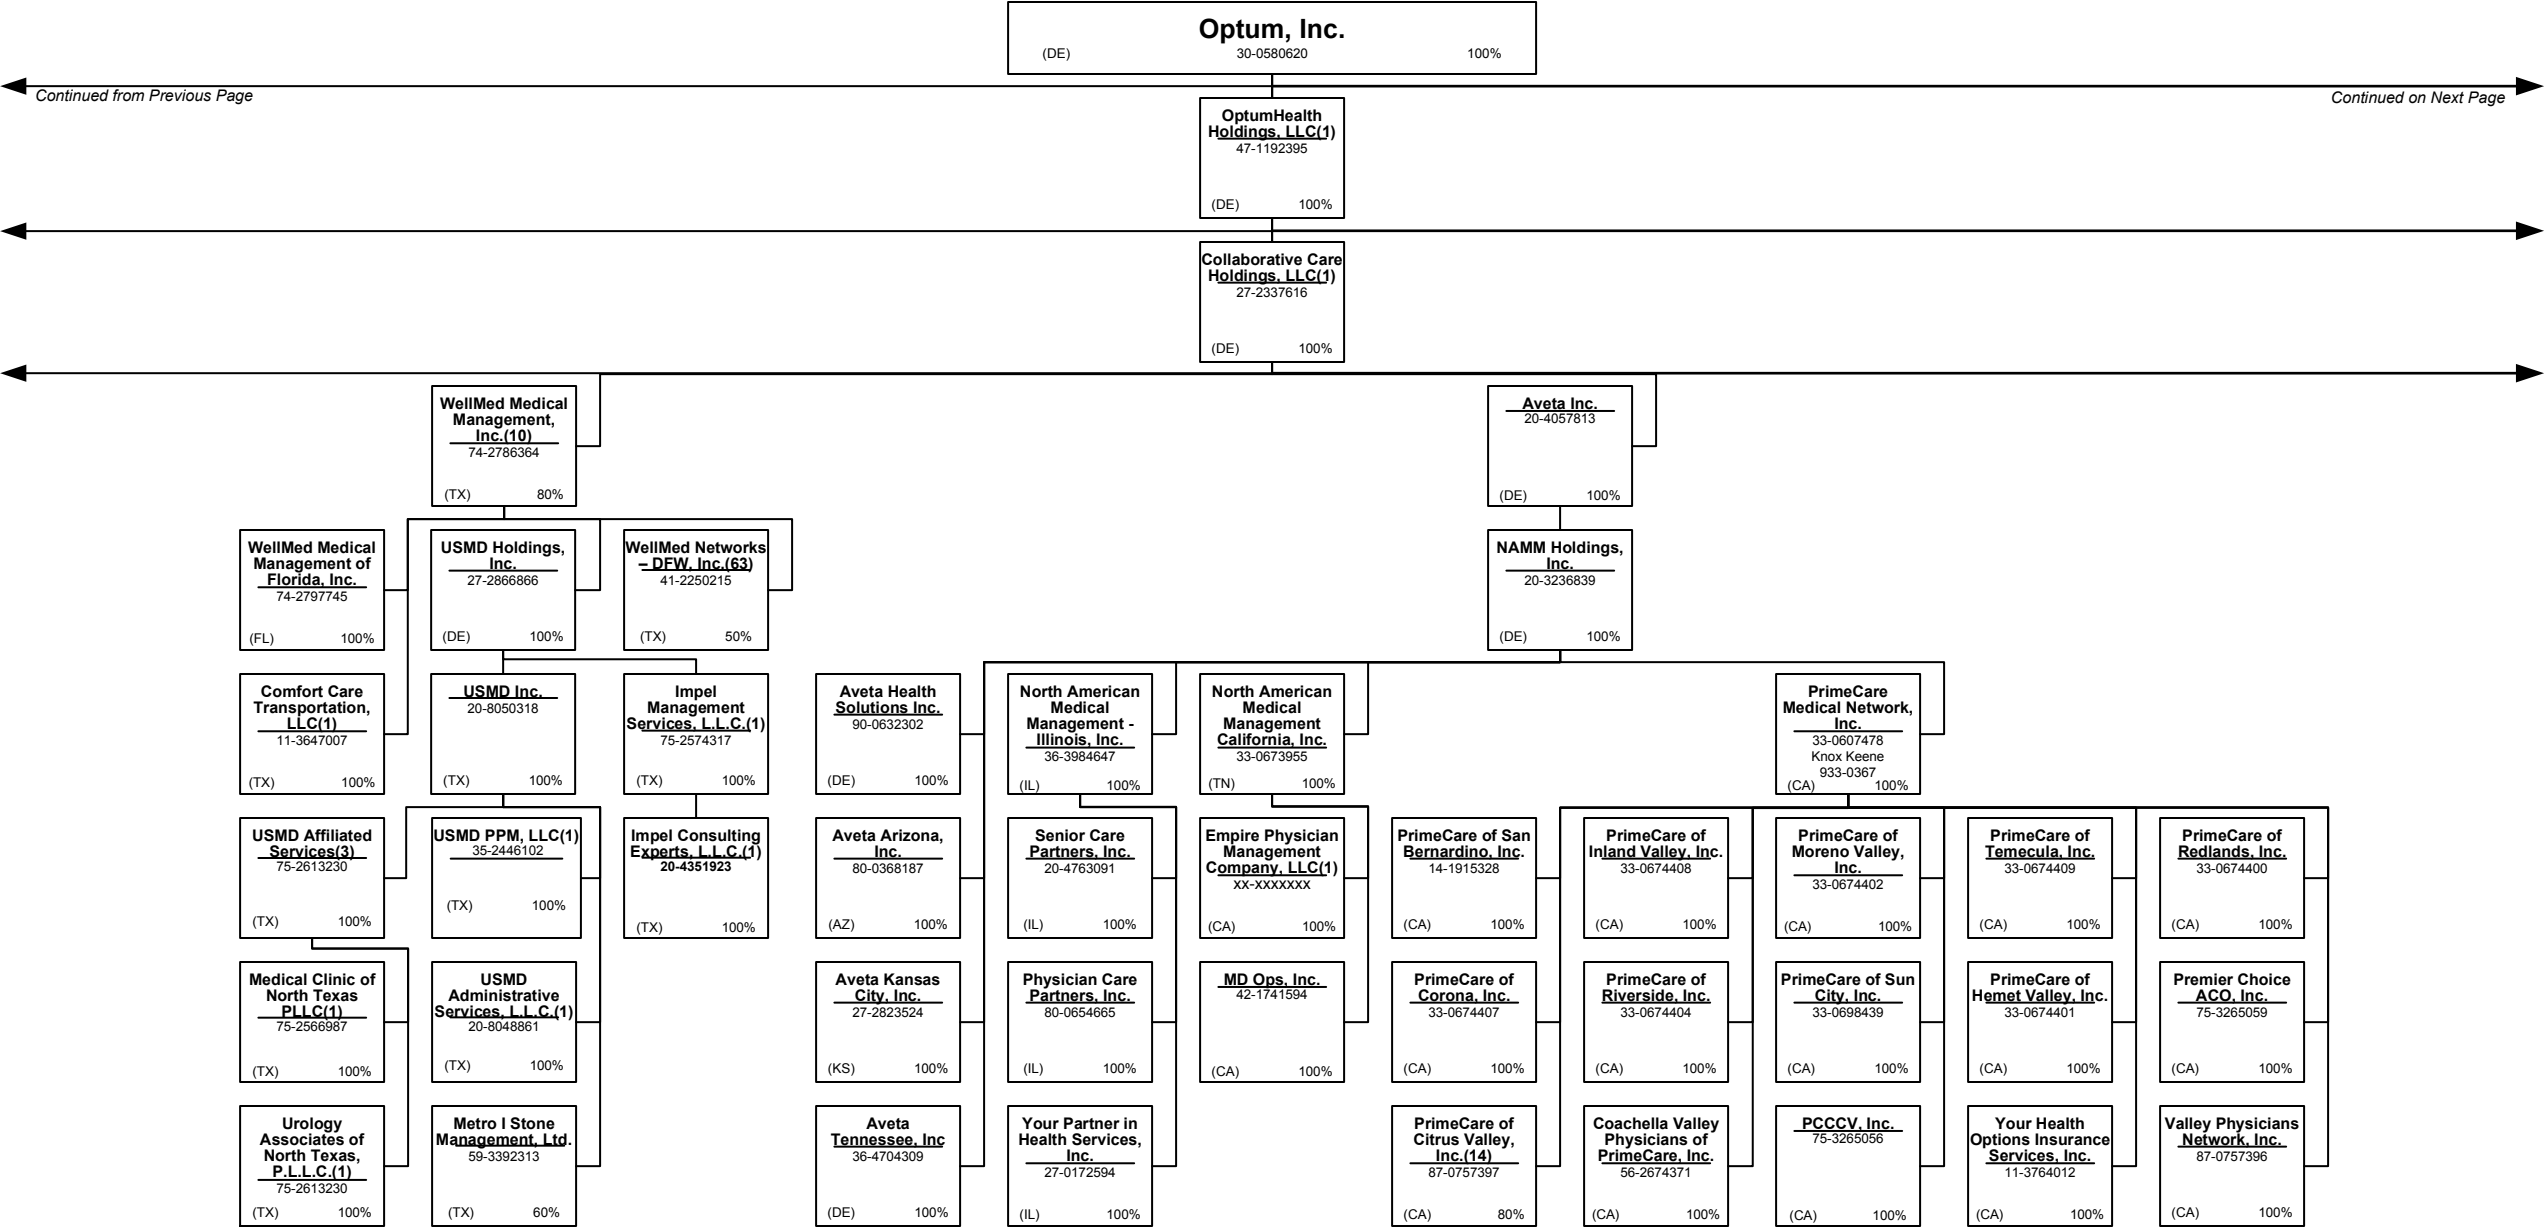 Optum, Inc.
(DE) 30-0580620 100%
Continued from Previous Page
Continued on Next Page
OptumHealth
Holdings, LLC(1)
47-1192395
(DE) 100%
Collaborative Care
Holdings, LLC(1)
27-2337616
(DE) 100%
WellMed Medical
Management,
Inc.(10)
74-2786364
(TX) 80%
Aveta Inc.
20-4057813
(DE) 100%
WellMed Medical
Management of
Florida, Inc.
74-2797745
(FL) 100%
USMD Holdings,
Inc.
27-2866866
(DE) 100%
WellMed Networks
– DFW, Inc.(63)
41-2250215
(TX) 50%
NAMM Holdings,
Inc.
20-3236839
(DE) 100%
Comfort Care
Transportation,
LLC(1)
11-3647007
(TX) 100%
USMD Inc.
20-8050318
(TX) 100%
Impel
Management
Services, L.L.C.(1)
75-2574317
(TX) 100%
Aveta Health
Solutions Inc.
90-0632302
(DE) 100%
North American
Medical
Management -
Illinois, Inc.
36-3984647
(IL) 100%
North American
Medical
Management
California, Inc.
33-0673955
(TN) 100%
PrimeCare
Medical Network,
Inc.
33-0607478
Knox Keene
933-0367
(CA) 100%
USMD Affiliated
Services(3)
75-2613230
(TX) 100%
USMD PPM, LLC(1)
35-2446102
(TX) 100%
Impel Consulting
Experts, L.L.C.(1)
20-4351923
(TX) 100%
Aveta Arizona,
Inc.
80-0368187
(AZ) 100%
Senior Care
Partners, Inc.
20-4763091
(IL) 100%
Empire Physician
Management
Company, LLC(1)
xx-xxxxxxx
(CA) 100%
PrimeCare of San
Bernardino, Inc.
14-1915328
(CA) 100%
PrimeCare of
Inland Valley, Inc.
33-0674408
(CA) 100%
PrimeCare of
Moreno Valley,
Inc.
33-0674402
(CA) 100%
PrimeCare of
Temecula, Inc.
33-0674409
(CA) 100%
PrimeCare of
Redlands, Inc.
33-0674400
(CA) 100%
Medical Clinic of
North Texas
PLLC(1)
75-2566987
(TX) 100%
USMD
Administrative
Services, L.L.C.(1)
20-8048861
(TX) 100%
Aveta Kansas
City, Inc.
27-2823524
(KS) 100%
Physician Care
Partners, Inc.
80-0654665
(IL) 100%
MD Ops, Inc.
42-1741594
(CA) 100%
PrimeCare of
Corona, Inc.
33-0674407
(CA) 100%
PrimeCare of
Riverside, Inc.
33-0674404
(CA) 100%
PrimeCare of Sun
City, Inc.
33-0698439
(CA) 100%
PrimeCare of
Hemet Valley, Inc.
33-0674401
(CA) 100%
Premier Choice
ACO, Inc.
75-3265059
(CA) 100%
Urology
Associates of
North Texas,
P.L.L.C.(1)
75-2613230
(TX) 100%
Metro I Stone
Management, Ltd.
59-3392313
(TX) 60%
Aveta
Tennessee, Inc
36-4704309
(DE) 100%
Your Partner in
Health Services,
Inc.
27-0172594
(IL) 100%
PrimeCare of
Citrus Valley,
Inc.(14)
87-0757397
(CA) 80%
Coachella Valley
Physicians of
PrimeCare, Inc.
56-2674371
(CA) 100%
PCCCV, Inc.
75-3265056
(CA) 100%
Your Health
Options Insurance
Services, Inc.
11-3764012
(CA) 100%
Valley Physicians
Network, Inc.
87-0757396
(CA) 100%